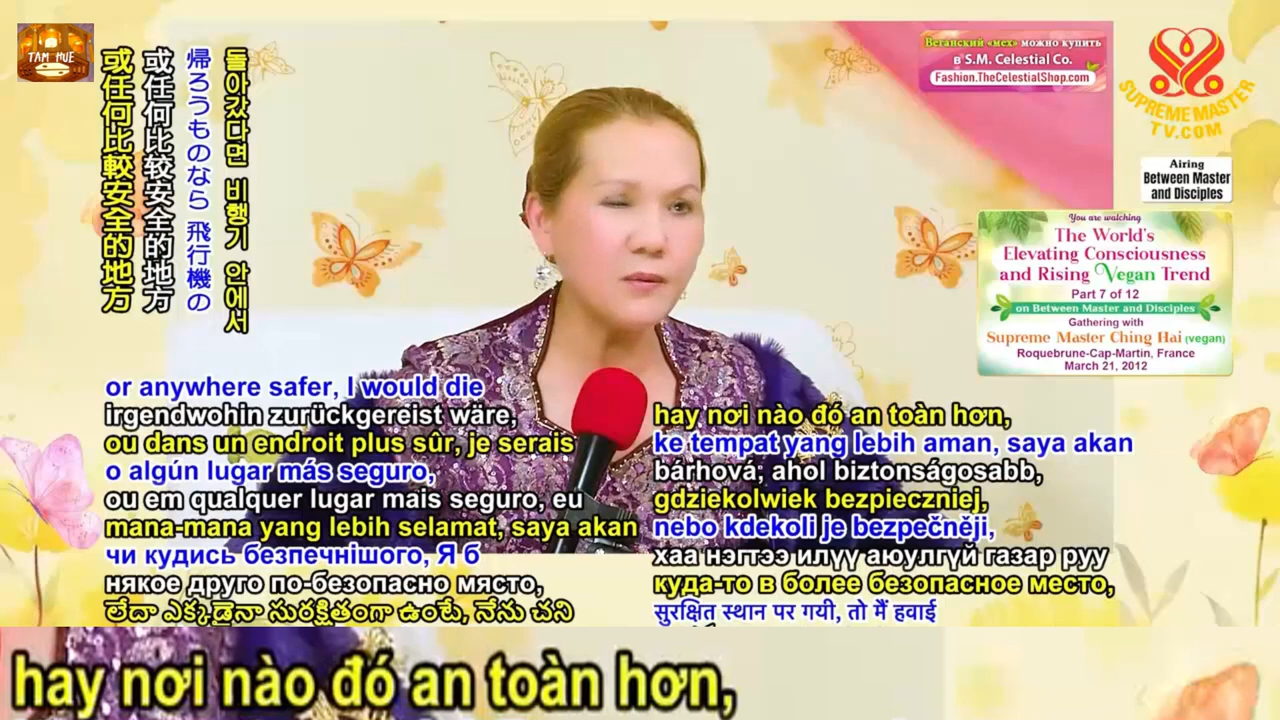 TAM HUE
돌아갔다면 비행기 안에서
帰ろうものなら 飛行機の
或任何比较安全的地方
或任何比較安全的地方
Веганский «мех» можно купить
в S.M. Celestial Co.
Fashion.TheCelestialShop.com
SUPREME MASTER
TV.COM
Airing
Between Master
and Disciples
You are watching
The World's
Elevating Consciousness
and Rising Vegan Trend
Part 7 of 12
on Between Master and Disciples
Gathering with
Supreme Master Ching Hai (vegan)
Roquebrune-Cap-Martin, France
March 21, 2012
or anywhere safer, I would die
irgendwohin zurückgereist wäre,
ou dans un endroit plus sûr, je serais
o algún lugar más seguro,
ou em qualquer lugar mais seguro, eu
mana-mana yang lebih selamat, saya akan
чи кудись безпечнішого, Я б
някое друго по-безопасно място,
లేదా ఎక్కడైనా సురక్షితంగా ఉంటే, నేను చని
hay nơi nào đó an toàn hơn,
ke tempat yang lebih aman, saya akan
bárhová; ahol biztonságosabb,
gdziekolwiek bezpieczniej,
nebo kdekoli je bezpečněji,
хаа нэгтээ илүү аюулгүй газар руу
куда-то в более безопасное место,
सुरक्षित स्थान पर गयी, तो मैं हवाई
hay nơi nào đó an toàn hơn,